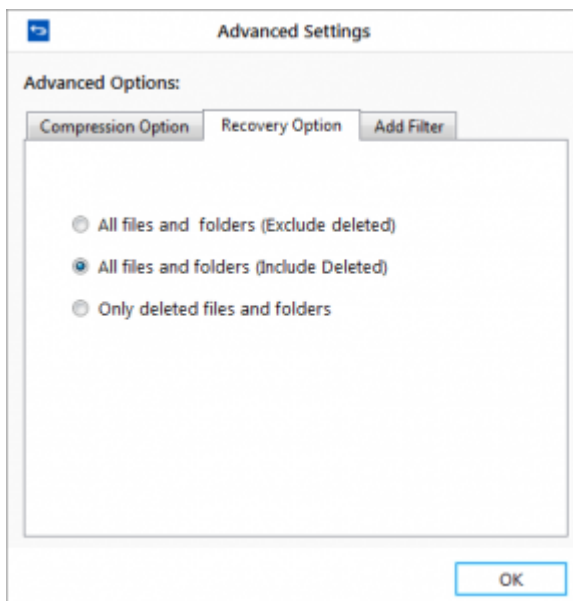 Advanced Settings
Advanced Options:
Compression Option Recovery Option Add Filter
All files and folders (Exclude deleted)
All files and folders (Include Deleted)
Only deleted files and folders
OK